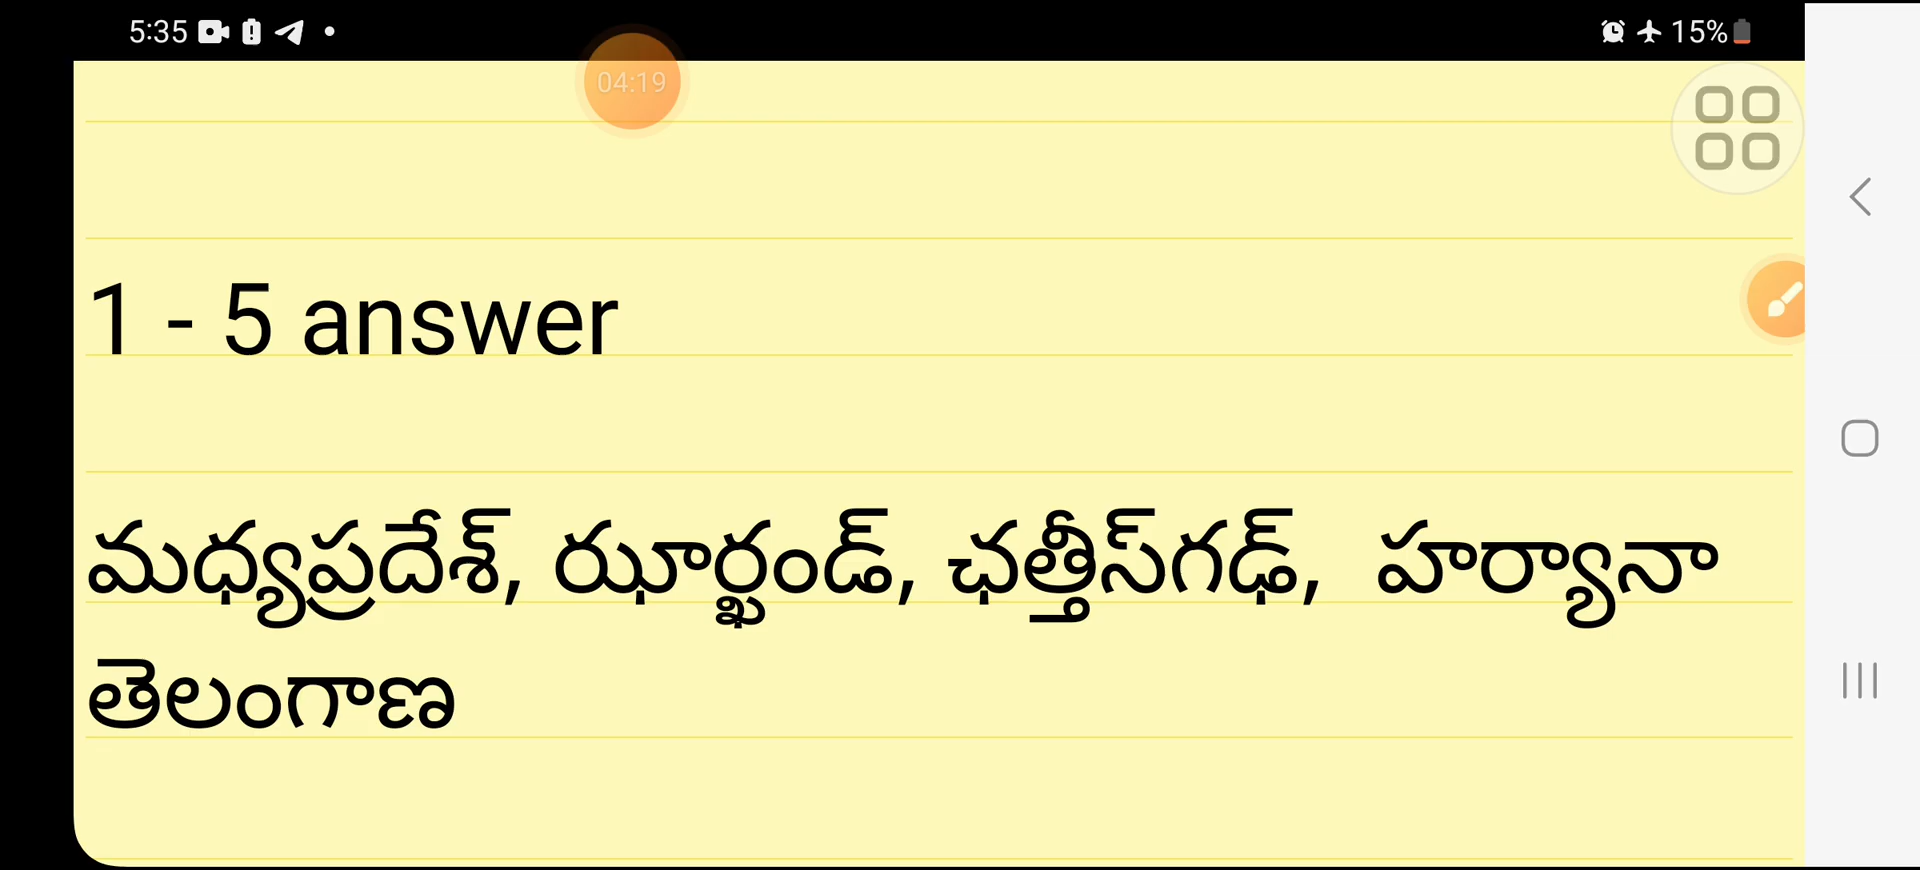 5:35
15%
04:19
1 - 5 answer
మధ్యప్రదేశ్, ఝార్ఖండ్, ఛత్తీస్‌గఢ్,  హర్యానా
తెలంగాణ